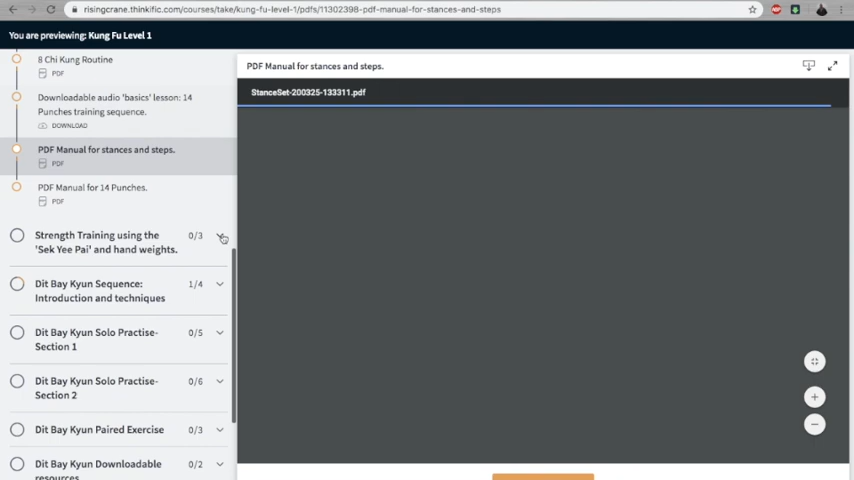 risingcrane.thinkific.com/courses/take/kung-fu-level-1/pdfs/11302398-pdf-manual-for-stances-and-steps
You are previewing: Kung Fu Level 1
8 Chi Kung Routine
PDF
Downloadable audio 'basics' lesson: 14
Punches training sequence.
DOWNLOAD
PDF Manual for stances and steps.
PDF
PDF Manual for 14 Punches.
PDF
Strength Training using the
'Sek Yee Pai' and hand weights.
0/3
Dit Bay Kyun Sequence:
Introduction and techniques
1/4
Dit Bay Kyun Solo Practise-
Section 1
0/5
Dit Bay Kyun Solo Practise-
Section 2
0/6
Dit Bay Kyun Paired Exercise
0/3
Dit Bay Kyun Downloadable
resources
0/2
PDF Manual for stances and steps.
StanceSet-200325-133311.pdf